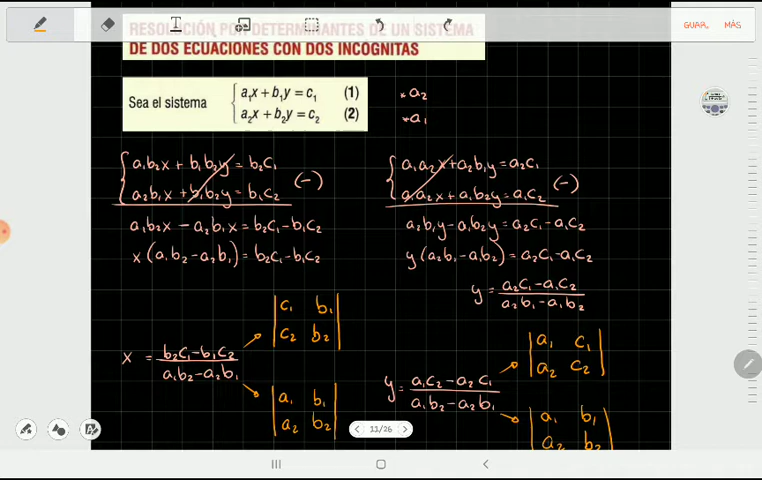 RESOLUCIÓN POR DETERMINANTES DE UN SISTEMA
DE DOS ECUACIONES CON DOS INCÓGNITAS
GUAR. MÁS
Sea el sistema { a₁x + b₁y = c₁ (1)
a₂x + b₂y = c₂ (2)
* a₂
* a₁
{ a₁b₂x + b₁b₂y = b₂c₁
a₂b₁x + b₁b₂y = b₁c₂ (-)
a₁b₂x - a₂b₁x = b₂c₁ - b₁c₂
x(a₁b₂ - a₂b₁) = b₂c₁ - b₁c₂
{ a₁a₂x + a₂b₁y = a₂c₁
a₁a₂x + a₁b₂y = a₁c₂ (-)
a₂b₁y - a₁b₂y = a₂c₁ - a₁c₂
y(a₂b₁ - a₁b₂) = a₂c₁ - a₁c₂
y = a₂c₁ - a₁c₂ / a₂b₁ - a₁b₂
x = b₂c₁ - b₁c₂ / a₁b₂ - a₂b₁
| c₁ b₁ |
| c₂ b₂ |
| a₁ b₁ |
| a₂ b₂ |
y = a₁c₂ - a₂c₁ / a₁b₂ - a₂b₁
| a₁ c₁ |
| a₂ c₂ |
| a₁ b₁ |
| a₂ b₂ |
11/26